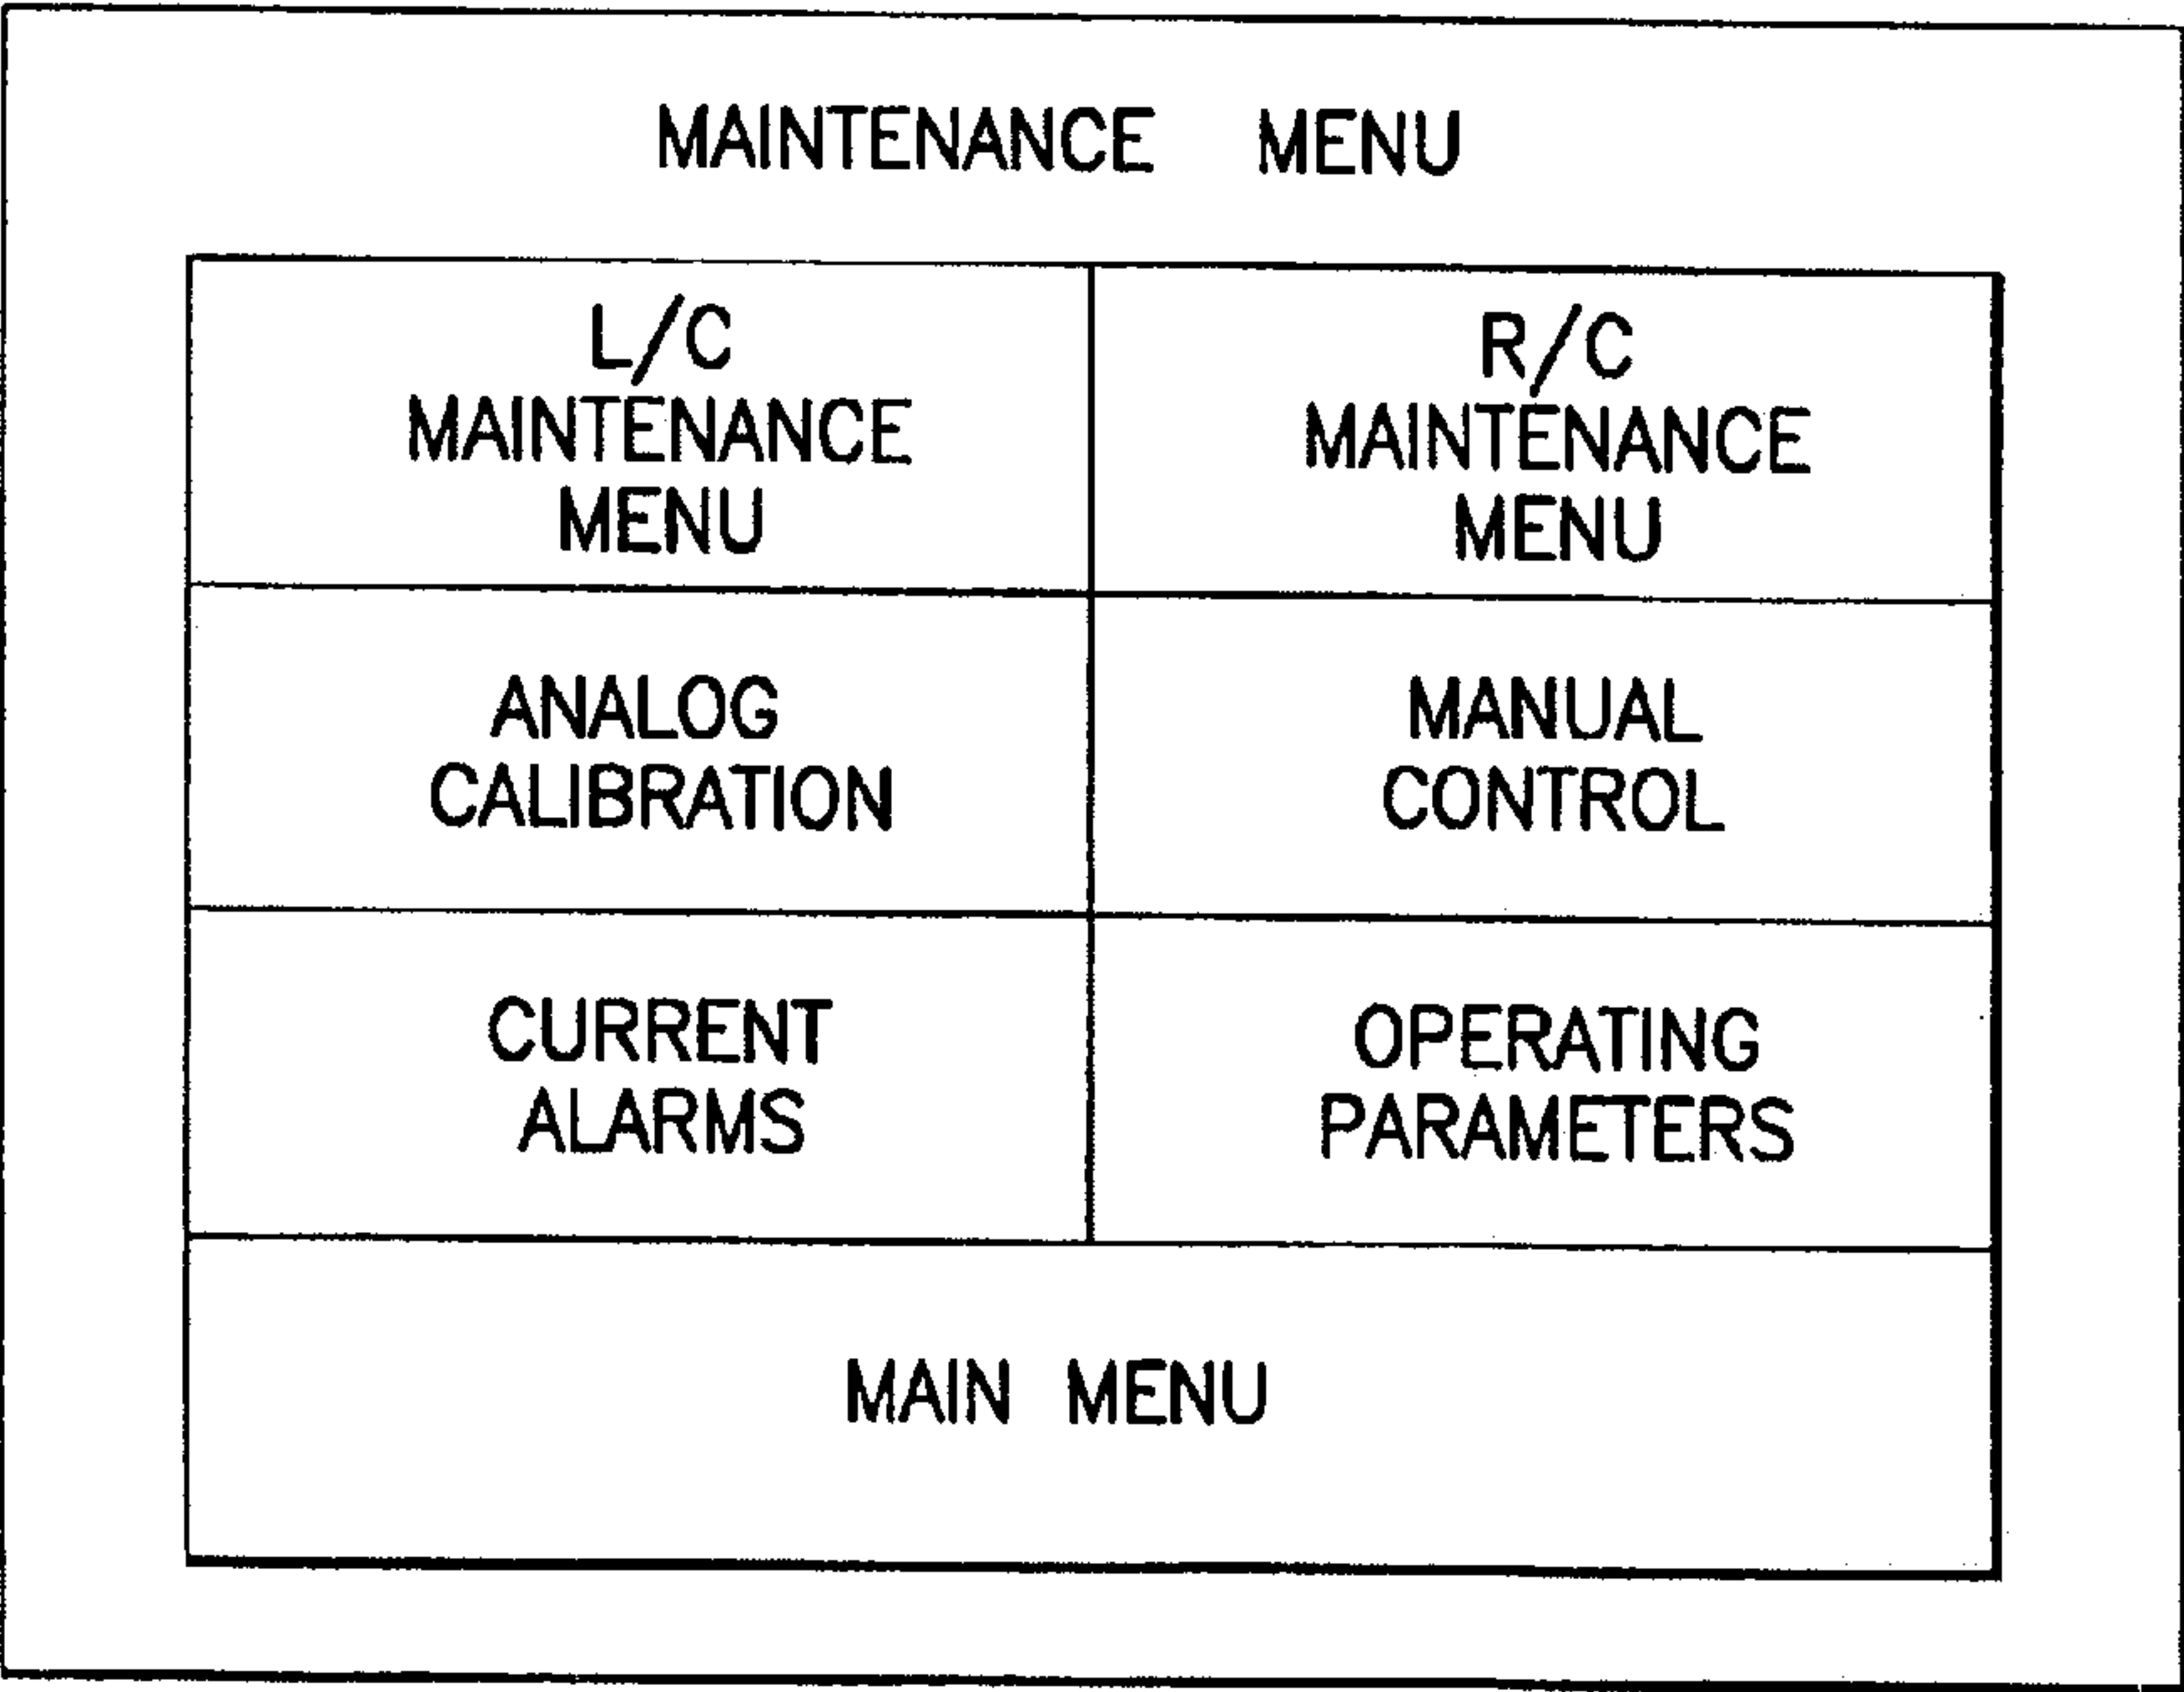 MAINTENANCE MENU
L/C
MAINTENANCE
MENU
R/C
MAINTENANCE
MENU
ANALOG
CALIBRATION
MANUAL
CONTROL
CURRENT
ALARMS
OPERATING
PARAMETERS
MAIN MENU